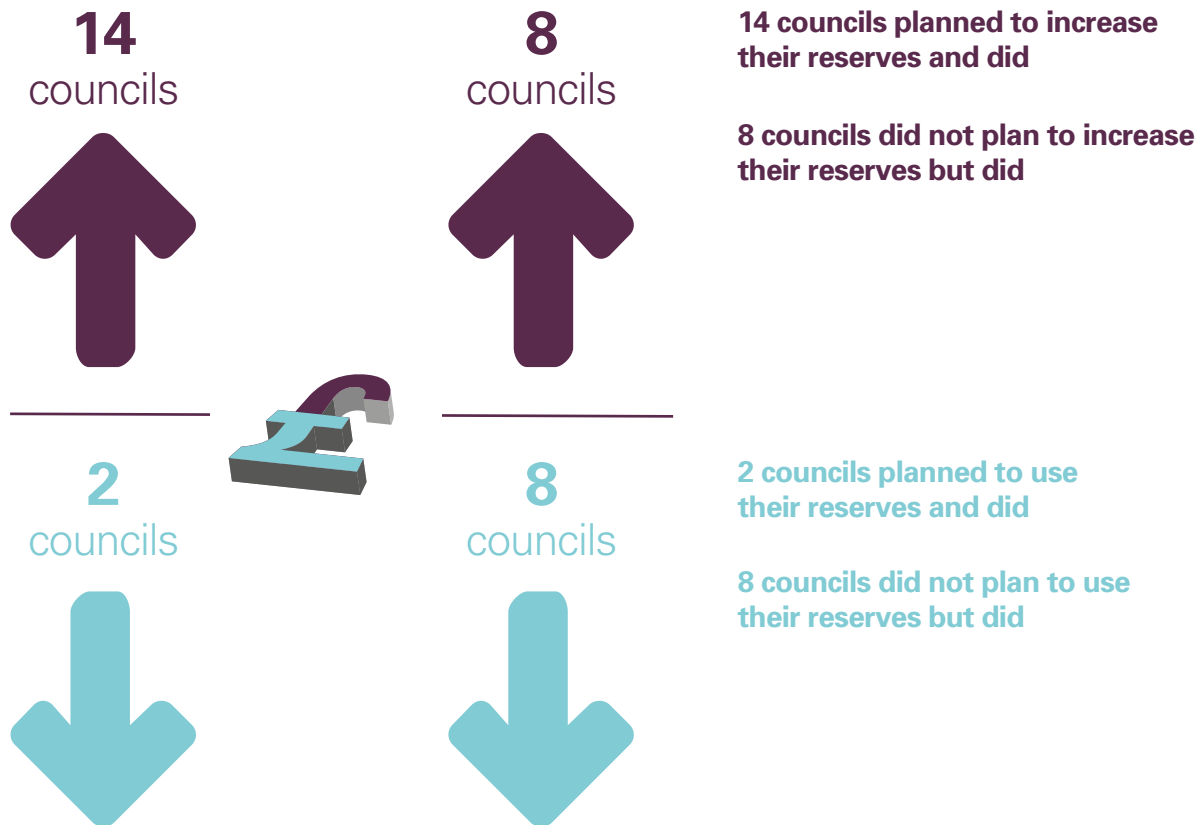 14
councils
8
councils
14 councils planned to increase
their reserves and did
8 councils did not plan to increase
their reserves but did
£
2
councils
8
councils
2 councils planned to use
their reserves and did
8 councils did not plan to use
their reserves but did